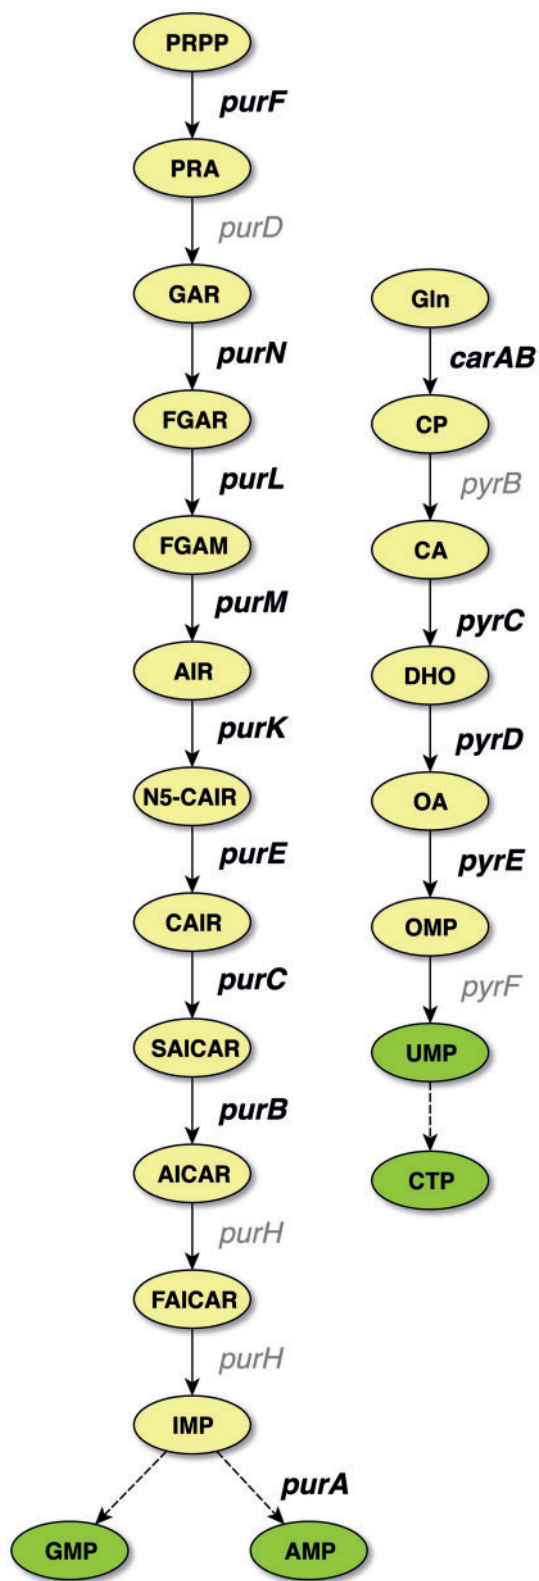 PRPP
purF
PRA
purD
GAR
purN
FGAR
purL
FGAM
purM
AIR
purK
N5-CAIR
purE
CAIR
purC
SAICAR
purB
AICAR
purH
FAICAR
purH
IMP
purA
GMP
AMP
Gln
carAB
CP
pyrB
CA
pyrC
DHO
pyrD
OA
pyrE
OMP
pyrF
UMP
CTP